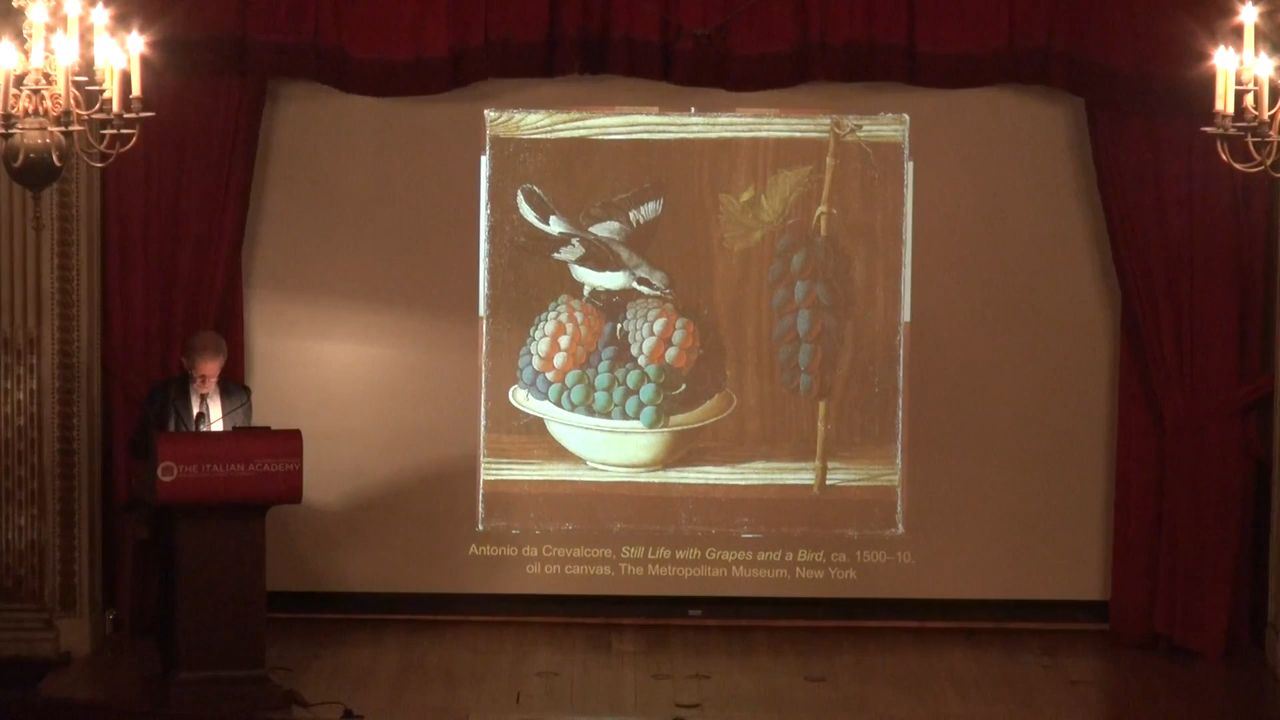 THE ITALIAN ACADEMY
Antonio da Crevalcore, Still Life with Grapes and a Bird, ca. 1500–10,
oil on canvas, The Metropolitan Museum, New York